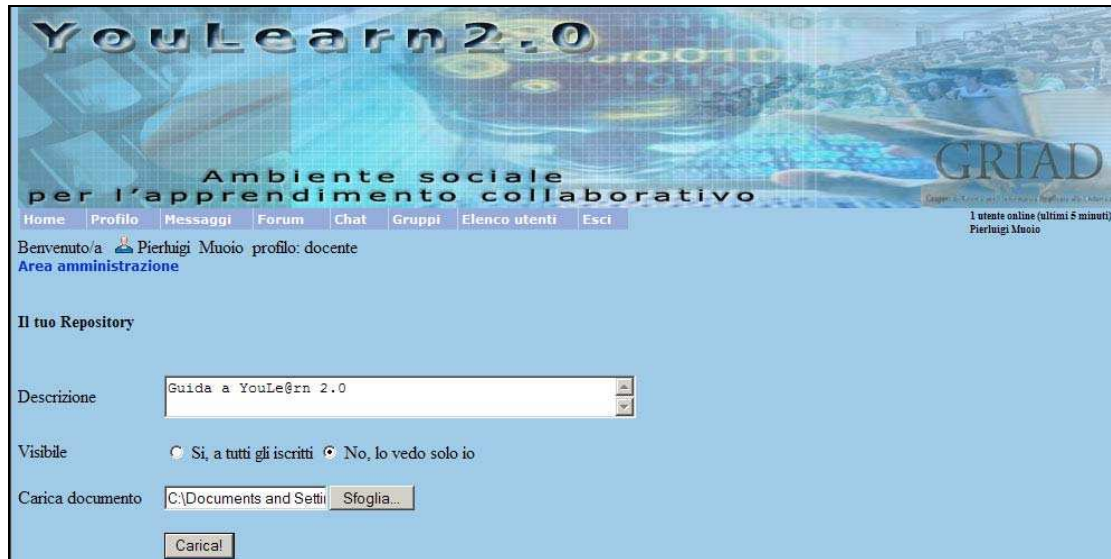 YouLearn2.0
Ambiente sociale
per l'apprendimento collaborativo
GRIAD
Home Profilo Messaggi Forum Chat Gruppi Elenco utenti Esci
1 utente online (ultimi 5 minuti)
Pierluigi Muoio
Benvenuto/a Pierluigi Muoio profilo: docente
Area amministrazione
Il tuo Repository
Descrizione
Guida a YouLe@rn 2.0
Visibile
Si, a tutti gli iscritti No, lo vedo solo io
Carica documento
C:\Documents and Setti
Sfoglia...
Carica!